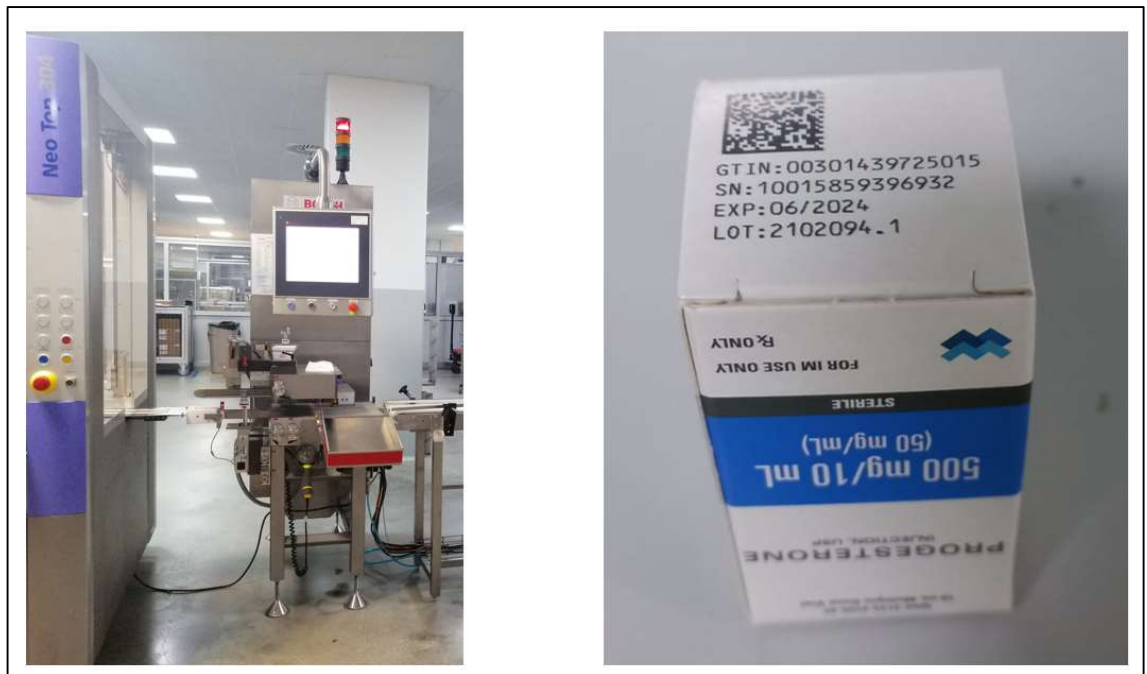 Neo Top 304
BOSCH
GTIN:00301439725015
SN:10015859396932
EXP:06/2024
LOT:2102094.1
℞ ONLY
FOR IM USE ONLY
STERILE
500 mg/10 mL
(50 mg/mL)
PROGESTERONE
INJECTION, USP